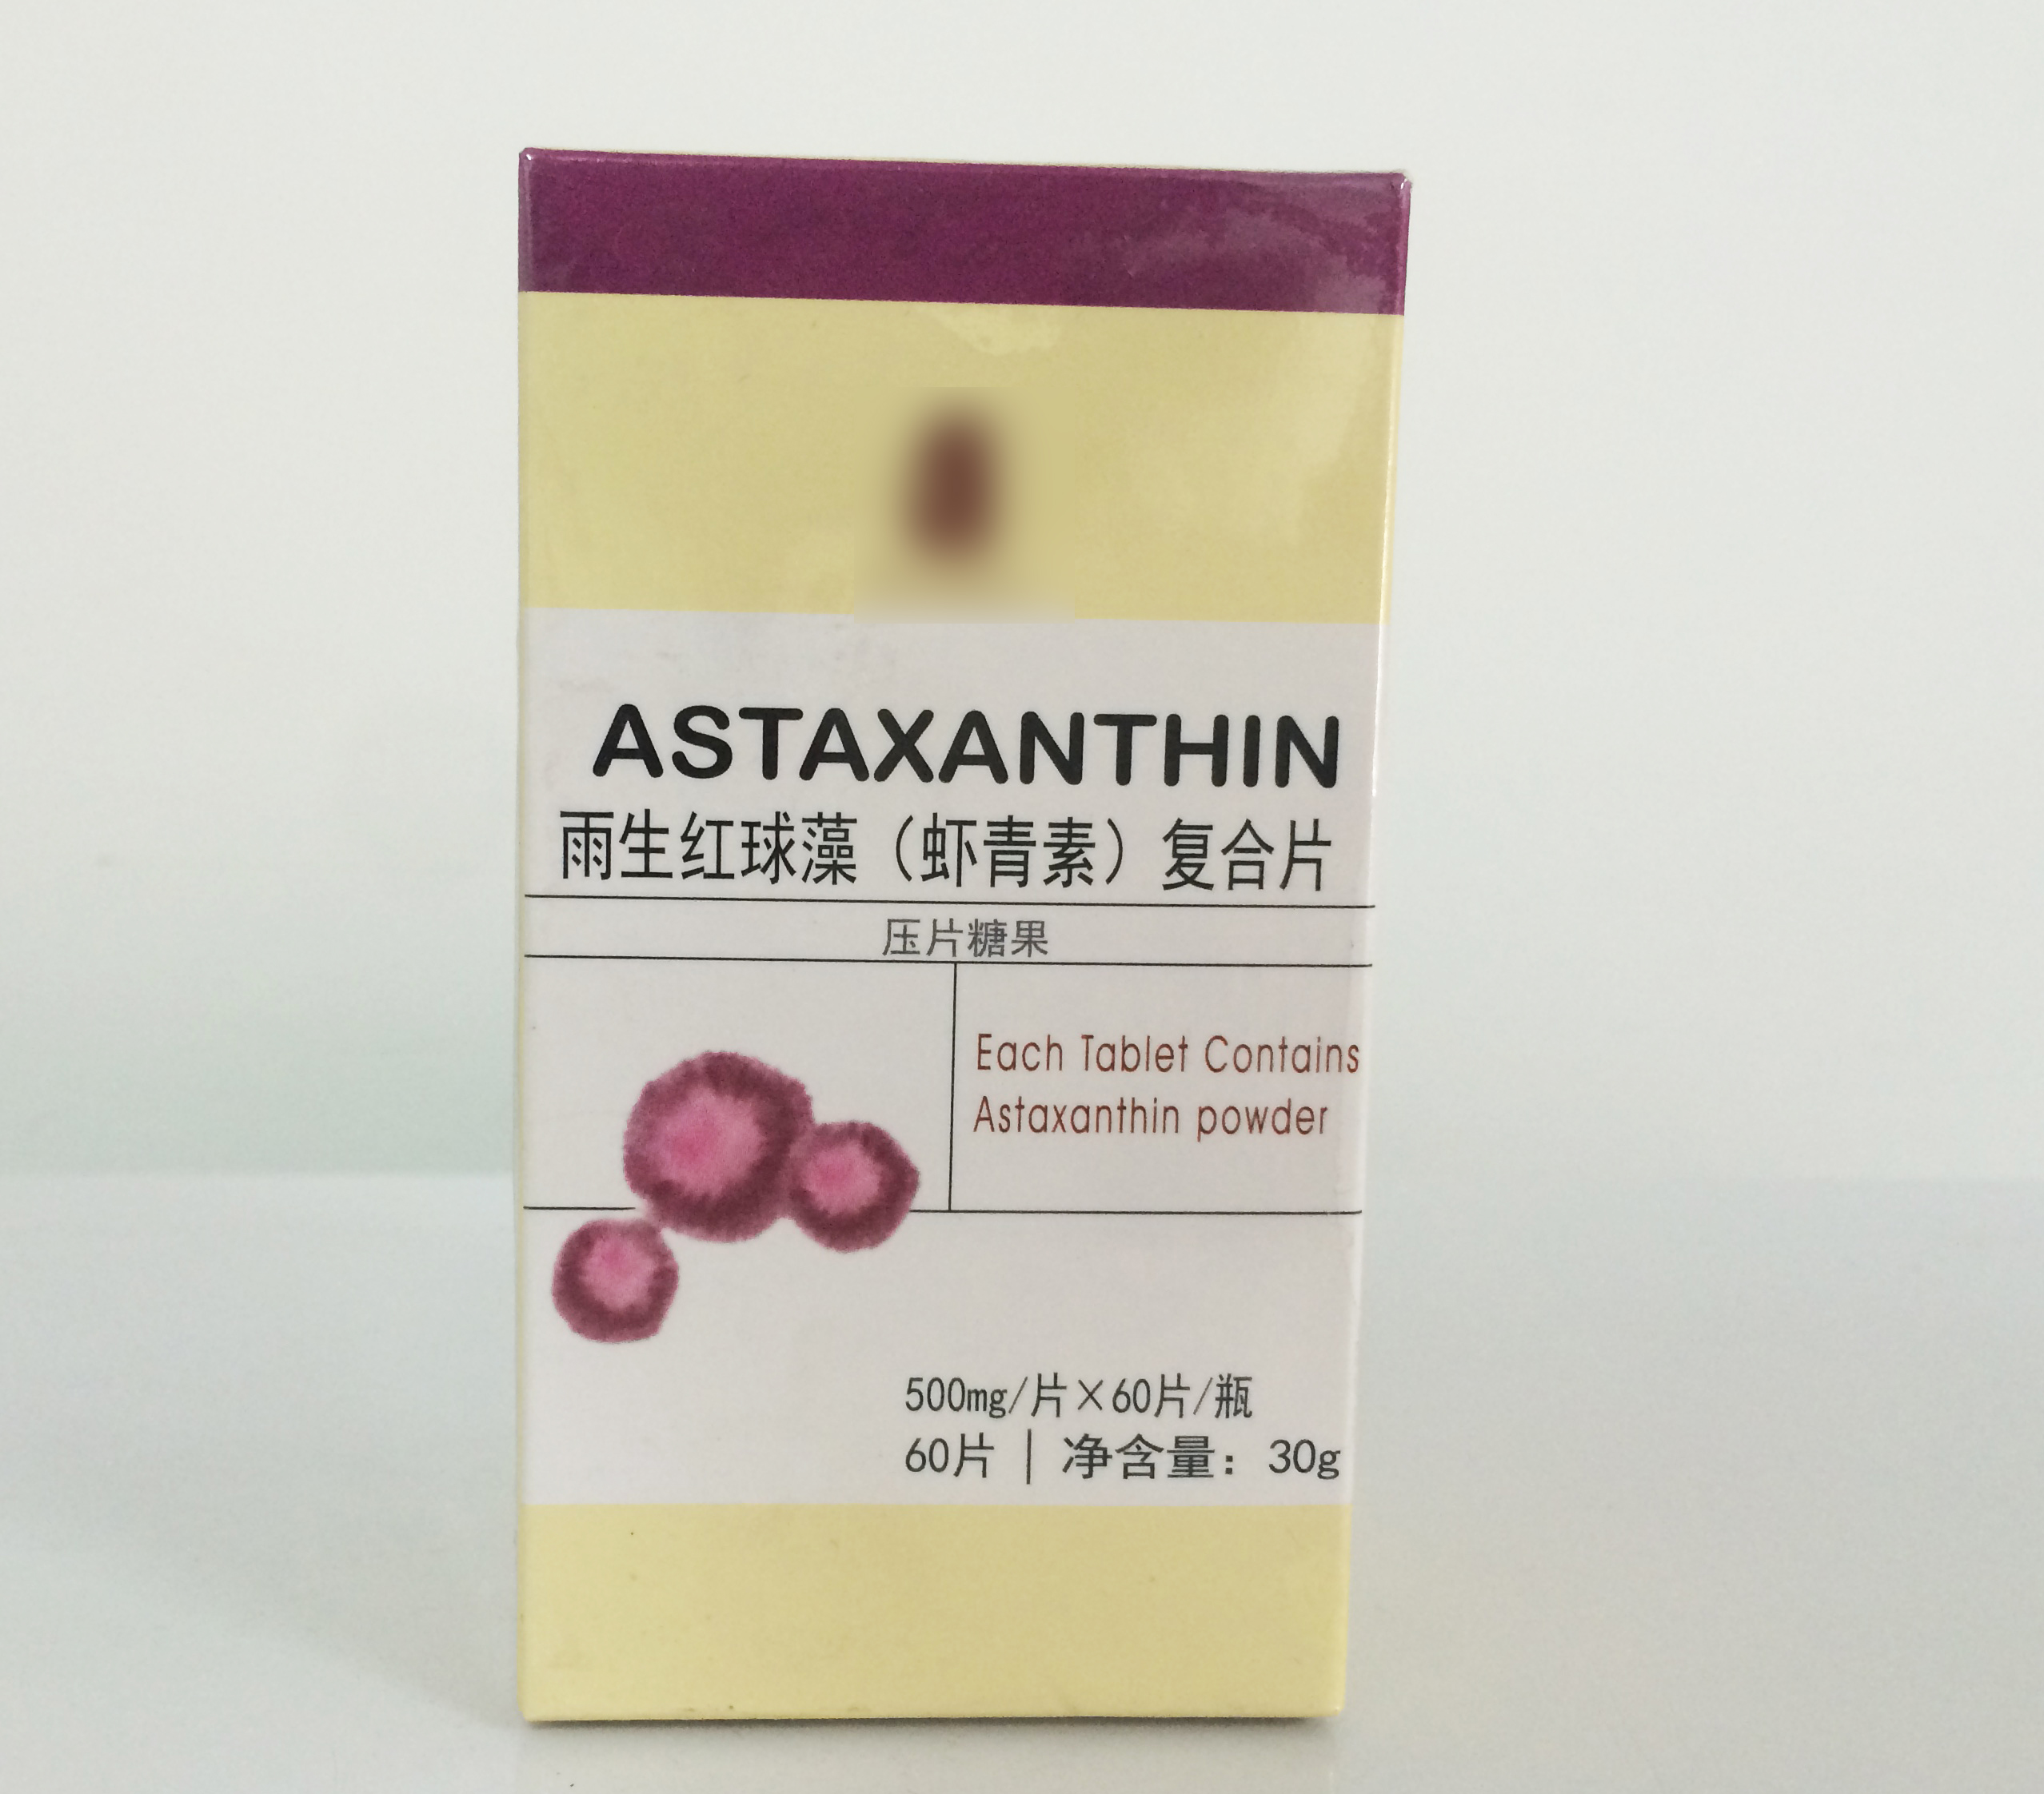 ASTAXANTHIN
雨生红球藻（虾青素）复合片
压片糖果
Each Tablet Contains
Astaxanthin powder
500mg/片×60片/瓶
60片｜净含量：30g